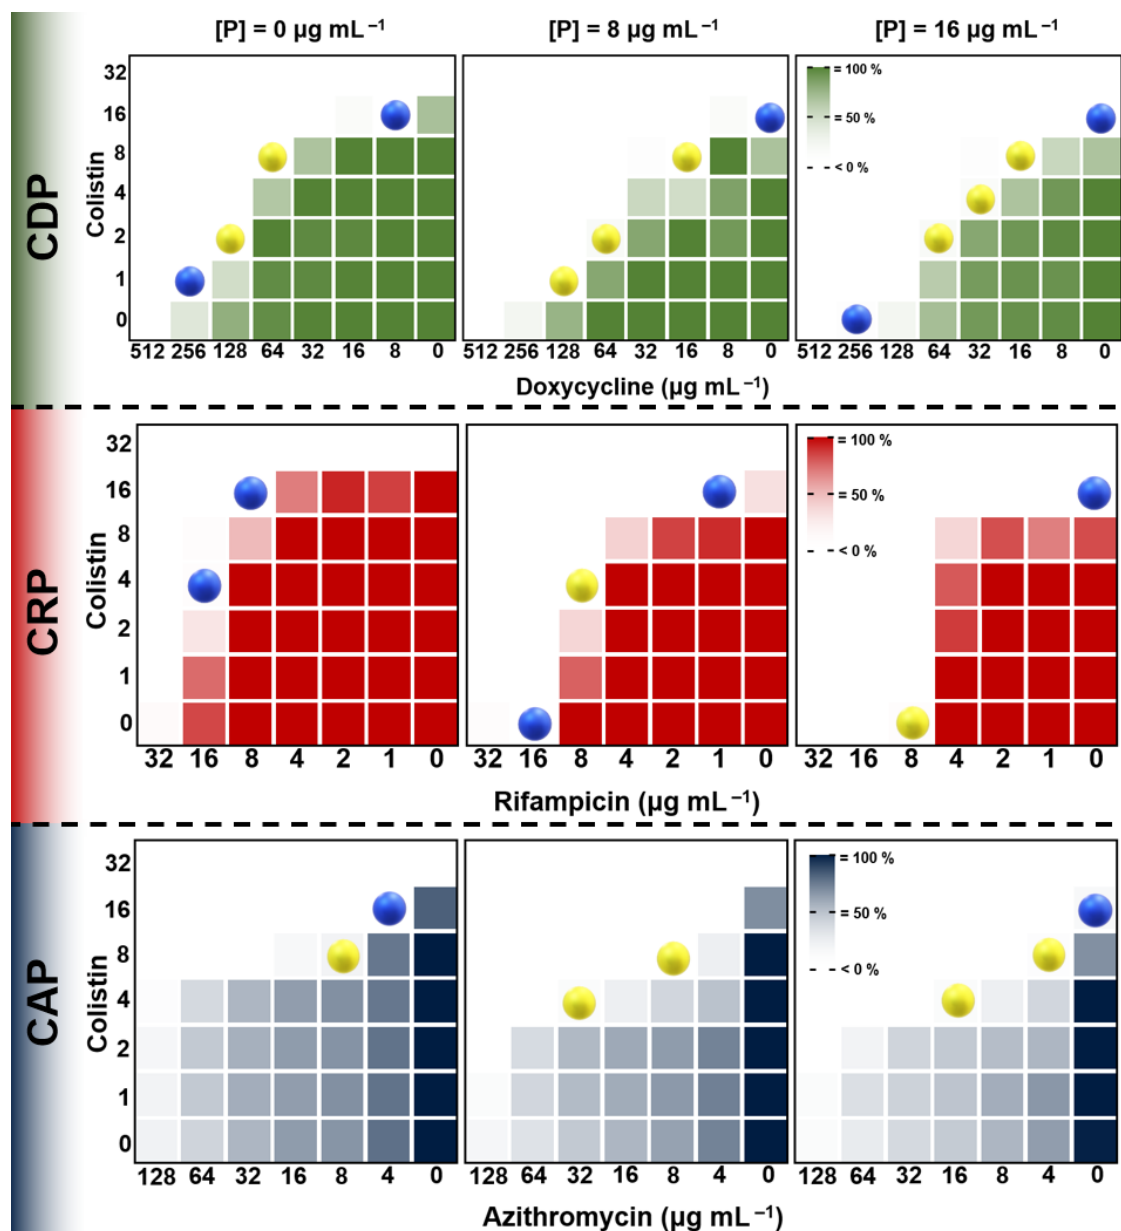 [P] = 0 µg mL⁻¹ [P] = 8 µg mL⁻¹ [P] = 16 µg mL⁻¹
CDP
Colistin
32
16
8
4
2
1
0
= 100 %
= 50 %
< 0 %
512 256 128 64 32 16 8 0 512 256 128 64 32 16 8 0 512 256 128 64 32 16 8 0
Doxycycline (µg mL⁻¹)
CRP
Colistin
32
16
8
4
2
1
0
= 100 %
= 50 %
< 0 %
32 16 8 4 2 1 0 32 16 8 4 2 1 0 32 16 8 4 2 1 0
Rifampicin (µg mL⁻¹)
CAP
Colistin
32
16
8
4
2
1
0
= 100 %
= 50 %
< 0 %
128 64 32 16 8 4 0 128 64 32 16 8 4 0 128 64 32 16 8 4 0
Azithromycin (µg mL⁻¹)